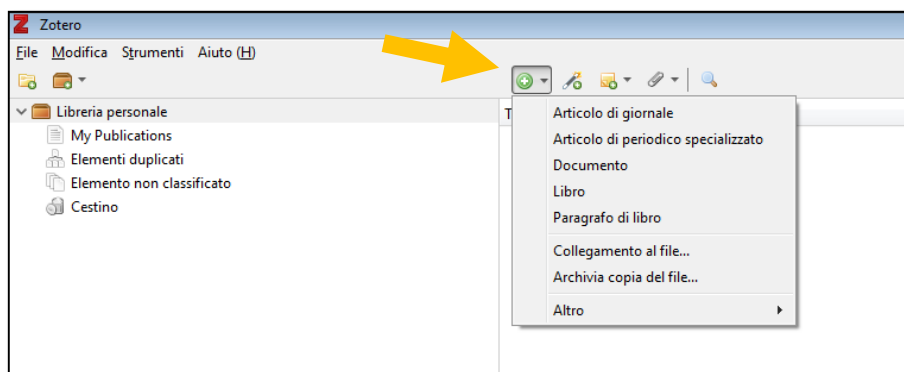 Z Zotero
File Modifica Strumenti Aiuto (H)
Libreria personale
My Publications
Elementi duplicati
Elemento non classificato
Cestino
T
Articolo di giornale
Articolo di periodico specializzato
Documento
Libro
Paragrafo di libro
Collegamento al file...
Archivia copia del file...
Altro